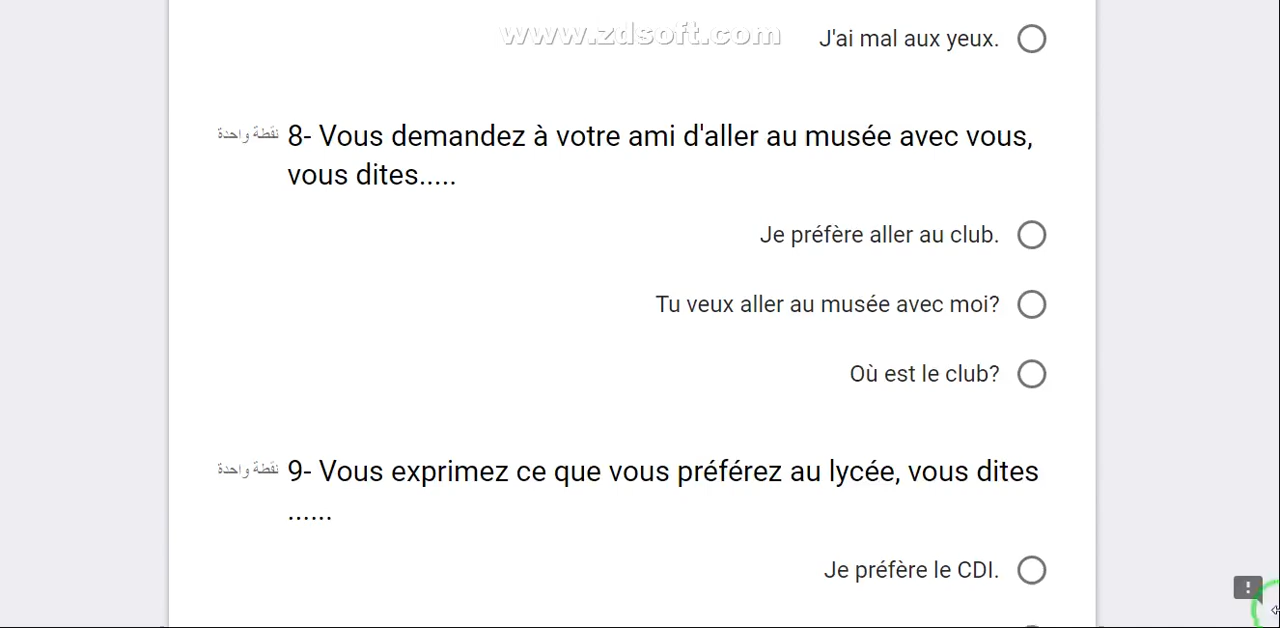 www.zdsoft.com
J'ai mal aux yeux.
نقطة واحدة
8- Vous demandez à votre ami d'aller au musée avec vous,
vous dites.....
Je préfère aller au club.
Tu veux aller au musée avec moi?
Où est le club?
نقطة واحدة
9- Vous exprimez ce que vous préférez au lycée, vous dites
......
Je préfère le CDI.